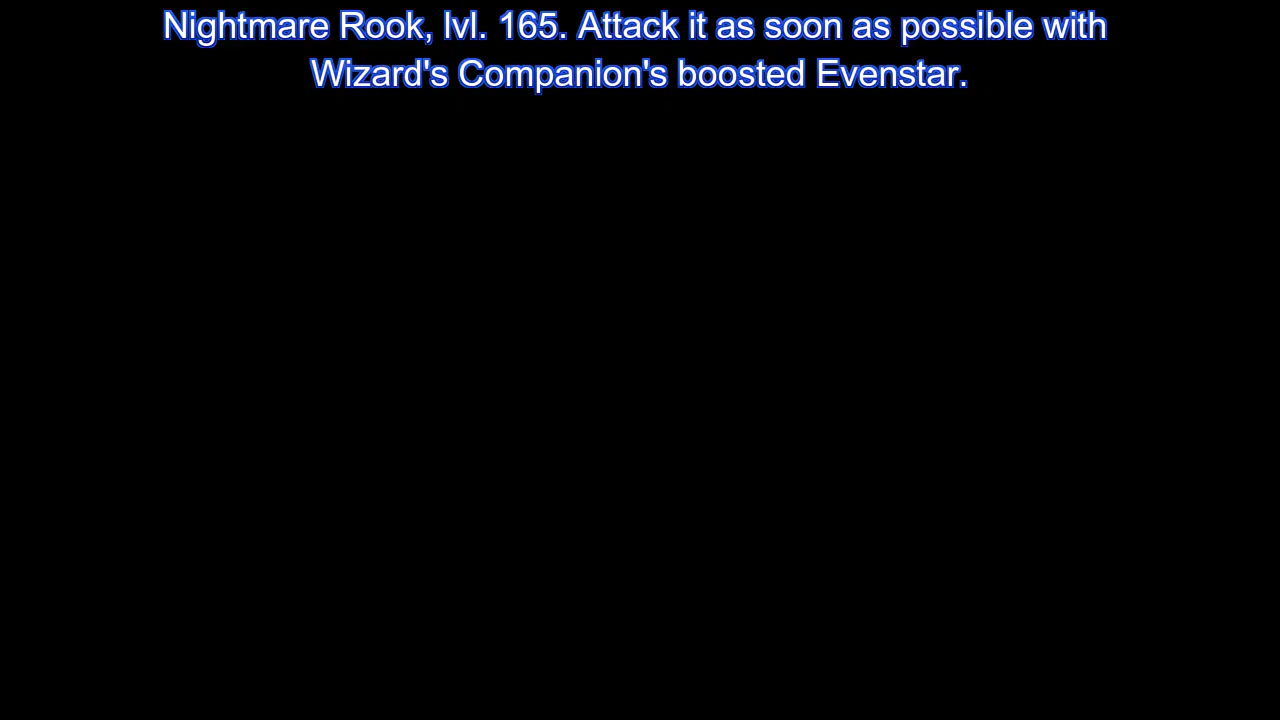 Nightmare Rook, lvl. 165. Attack it as soon as possible with
Wizard's Companion's boosted Evenstar.